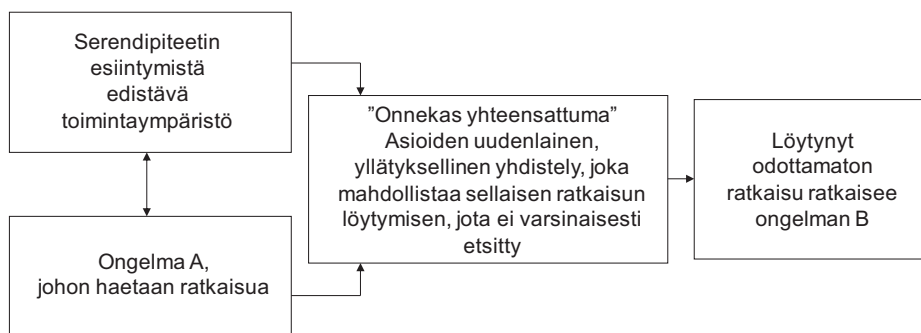 Serendipiteetin
esiintymistä
edistävä
toimintaympäristö
Ongelma A,
johon haetaan ratkaisua
”Onnekas yhteensattuma”
Asioiden uudenlainen,
yllätyksellinen yhdistely, joka
mahdollistaa sellaisen ratkaisun
löytymisen, jota ei varsinaisesti
etsitty
Löytynyt
odottamaton
ratkaisu ratkaisee
ongelman B